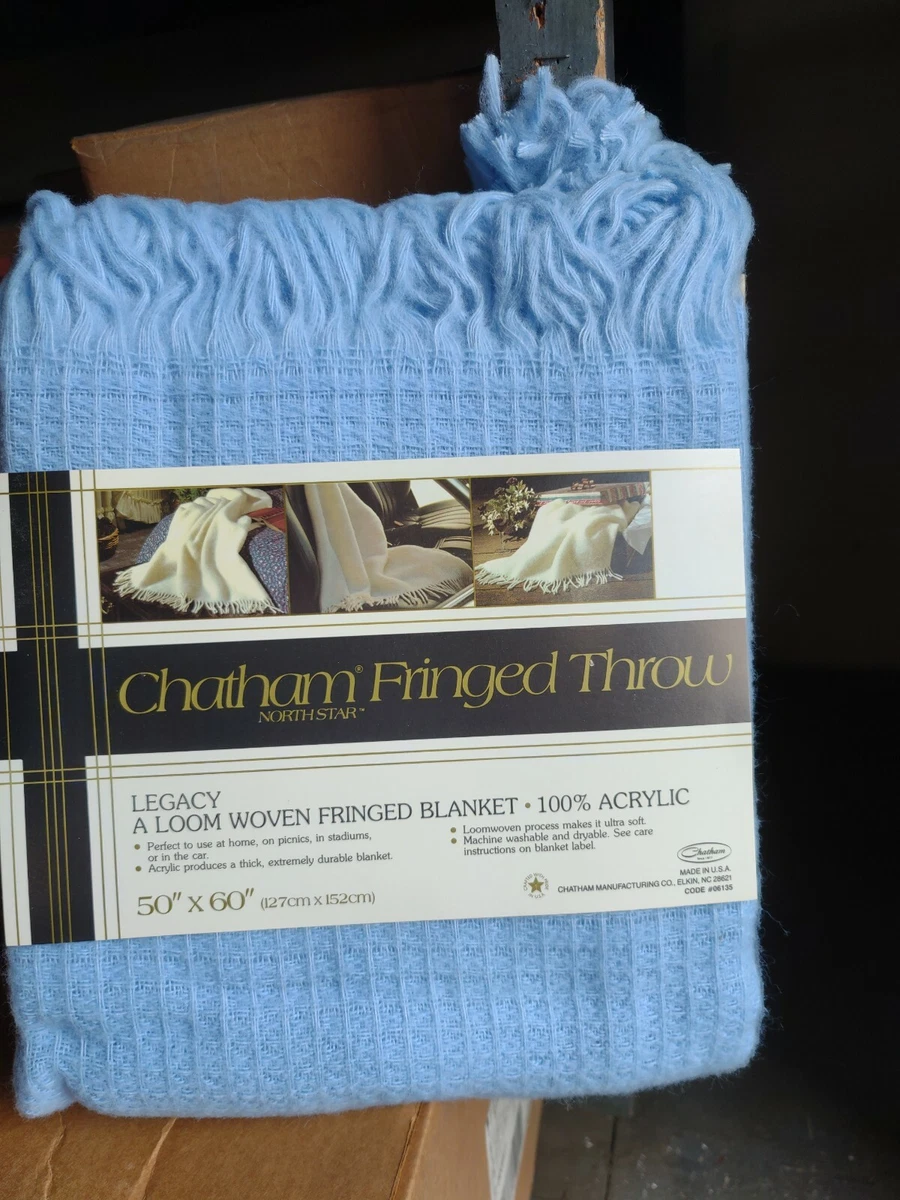 Chatham® Fringed Throw
NORTH STAR™
LEGACY
A LOOM WOVEN FRINGED BLANKET • 100% ACRYLIC
• Perfect to use at home, on picnics, in stadiums,
or in the car.
• Acrylic produces a thick, extremely durable blanket.
• Loomwoven process makes it ultra soft.
• Machine washable and dryable. See care
instructions on blanket label.
50" X 60" (127cm x 152cm)
Chatham
MADE IN U.S.A.
CHATHAM MANUFACTURING CO., ELKIN, NC 28621
CODE #06135